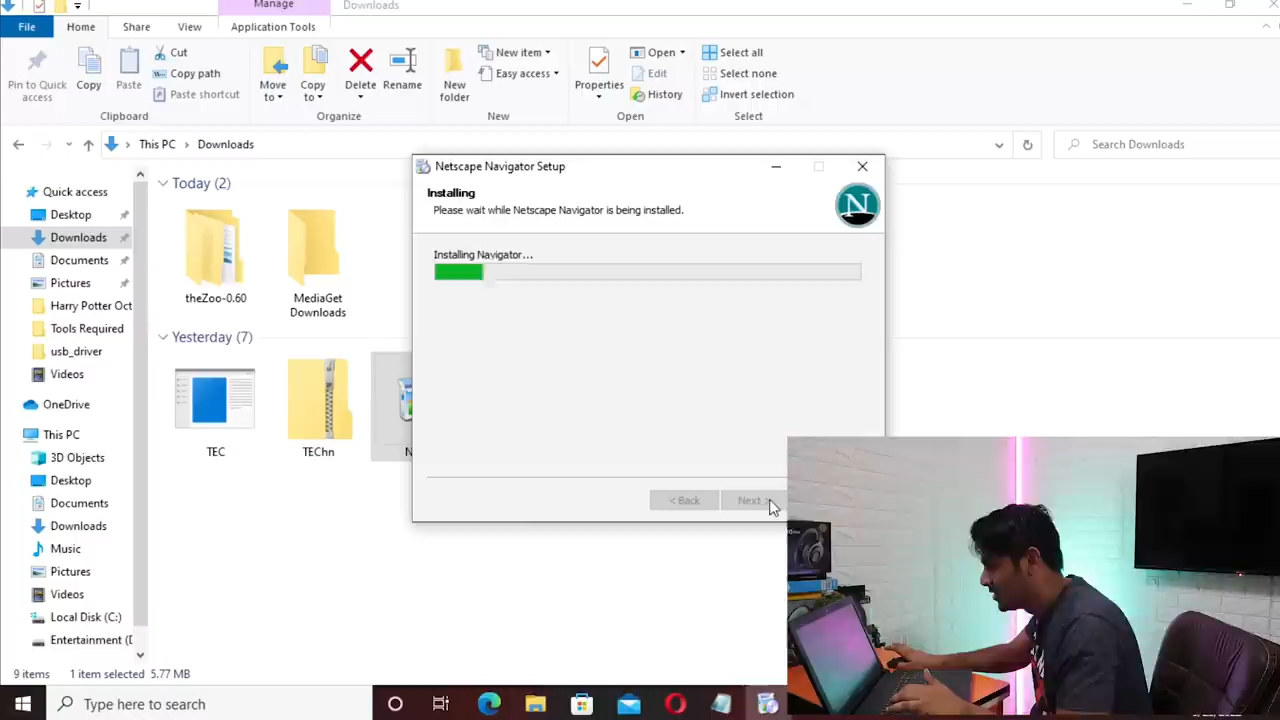 Manage
Downloads
File
Home
Share
View
Application Tools
Pin to Quick
access
Copy
Paste
Cut
Copy path
Paste shortcut
Clipboard
Move
to
Copy
to
Delete
Rename
Organize
New
folder
New item
Easy access
New
Properties
Open
Edit
History
Open
Select all
Select none
Invert selection
Select
This PC
Downloads
Search Downloads
Quick access
Desktop
Downloads
Documents
Pictures
Harry Potter Oct
Tools Required
usb_driver
Videos
OneDrive
This PC
3D Objects
Desktop
Documents
Downloads
Music
Pictures
Videos
Local Disk (C:)
Entertainment (D
Today (2)
theZoo-0.60
MediaGet
Downloads
Yesterday (7)
TEC
TEChn
N
Netscape Navigator Setup
Installing
Please wait while Netscape Navigator is being installed.
N
Installing Navigator...
< Back
Next >
9 items
1 item selected 5.77 MB
Type here to search